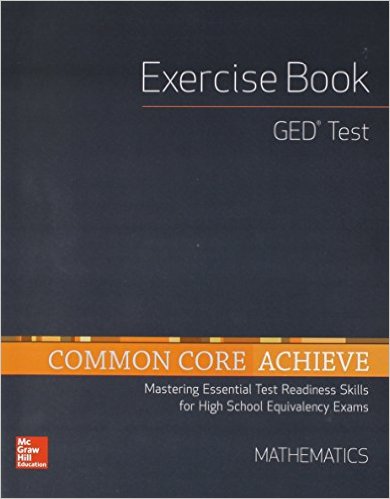 Exercise Book
GED® Test
COMMON CORE ACHIEVE
Mastering Essential Test Readiness Skills
for High School Equivalency Exams
Mc
Graw
Hill
Education
MATHEMATICS